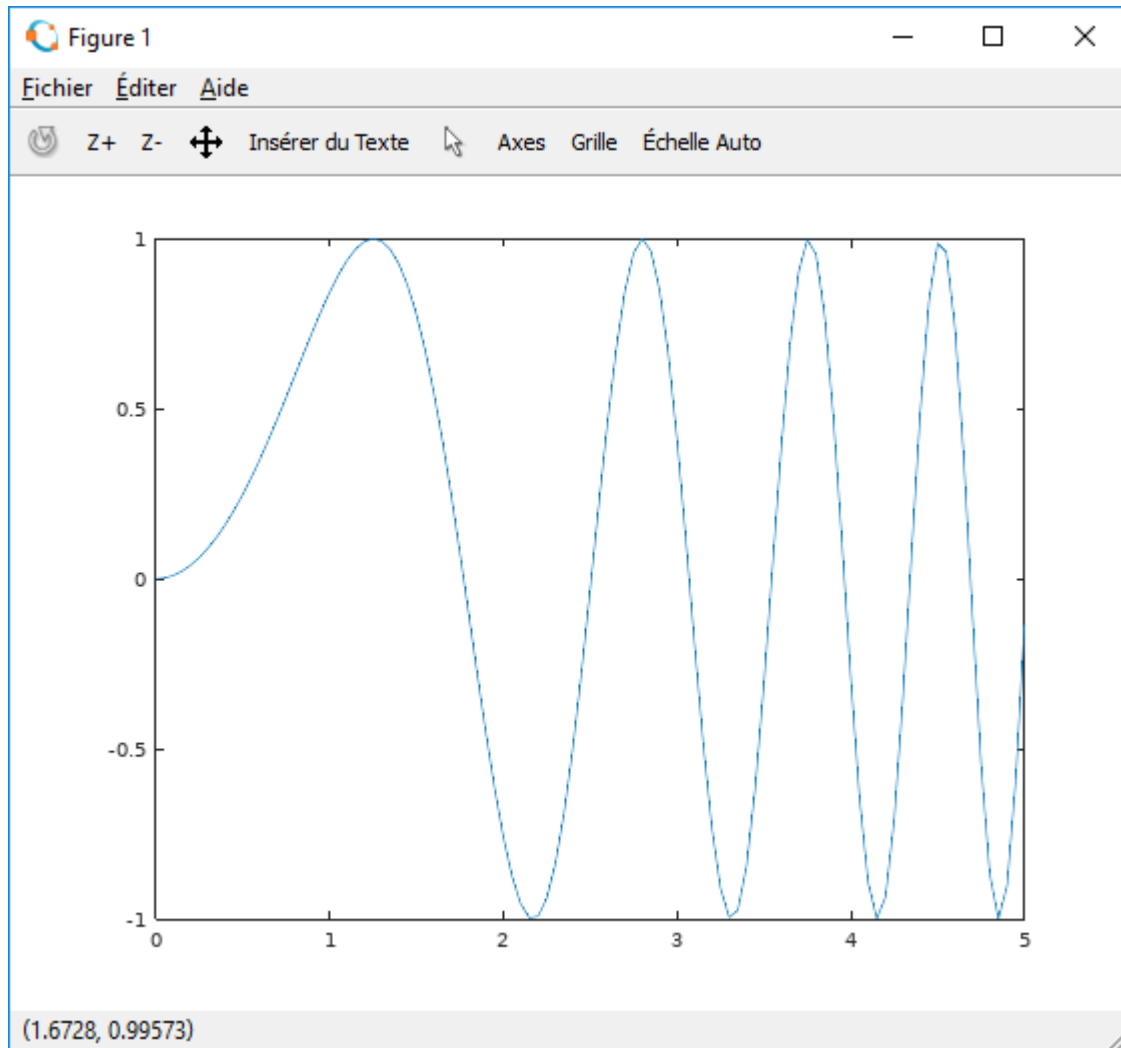 Figure 1
Fichier Éditer Aide
Z+ Z- Insérer du Texte Axes Grille Échelle Auto
1
0.5
0
-0.5
-1
0 1 2 3 4 5
(1.6728, 0.99573)